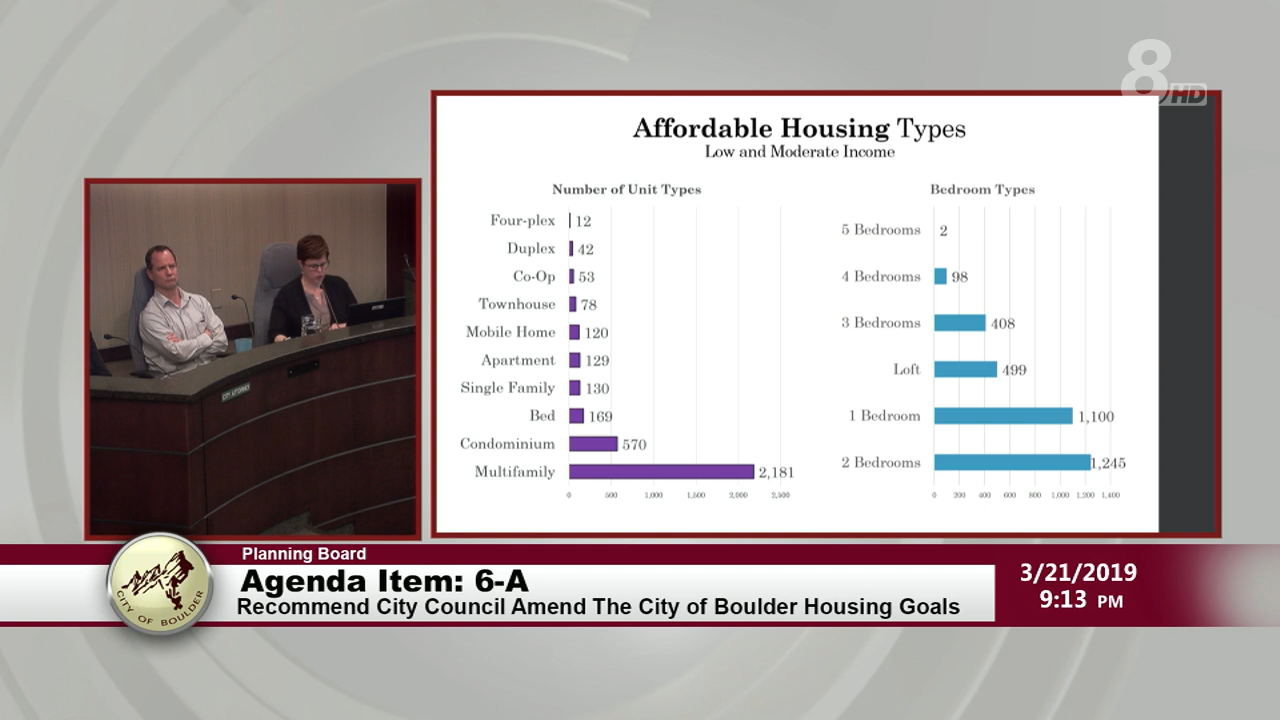 8
HD
Affordable Housing Types
Low and Moderate Income
Number of Unit Types
Four-plex 12
Duplex 42
Co-Op 53
Townhouse 78
Mobile Home 120
Apartment 129
Single Family 130
Bed 169
Condominium 570
Multifamily 2,181
0 500 1,000 1,500 2,000 2,500
Bedroom Types
5 Bedrooms 2
4 Bedrooms 98
3 Bedrooms 408
Loft 499
1 Bedroom 1,100
2 Bedrooms 1,245
0 200 400 600 800 1,000 1,200 1,400
CITY ATTORNEY
Planning Board
Agenda Item: 6-A
Recommend City Council Amend The City of Boulder Housing Goals
CITY OF BOULDER
3/21/2019
9:13 PM